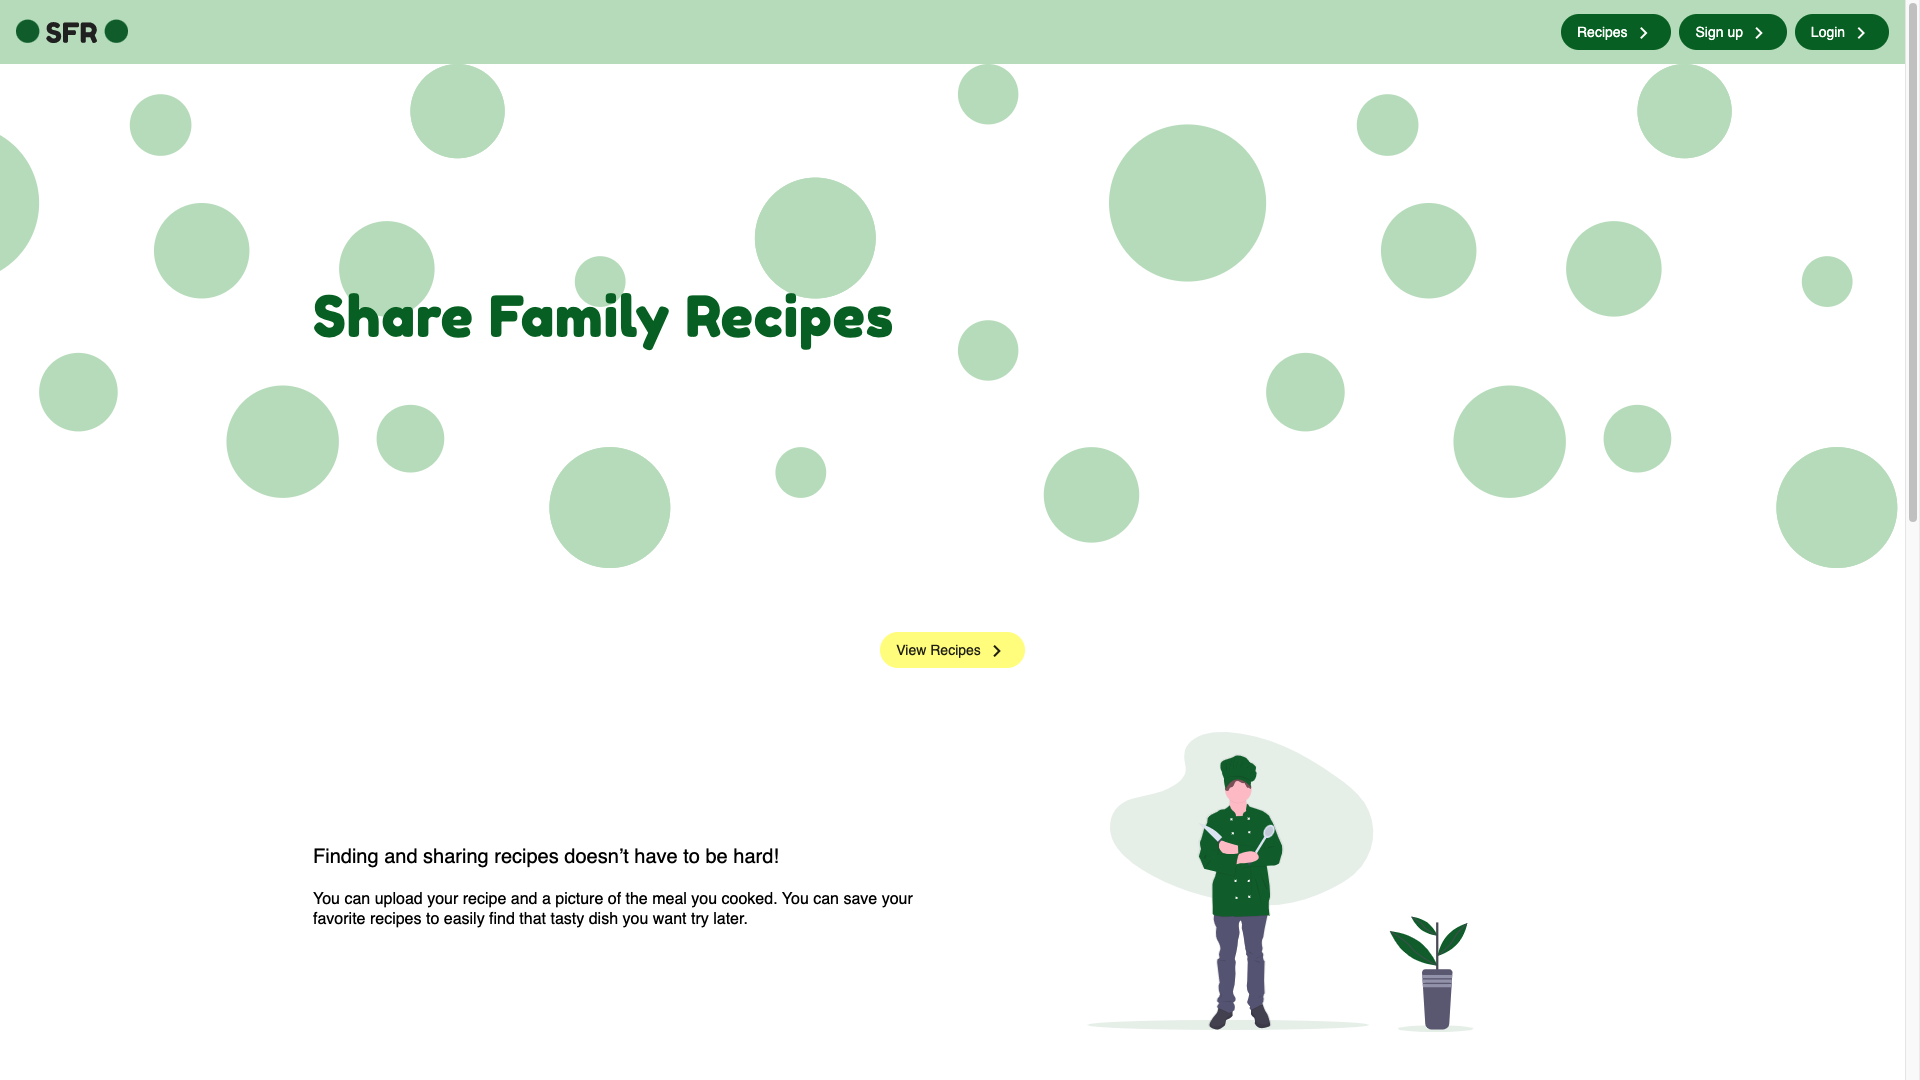 SFR
Recipes
Sign up
Login
Share Family Recipes
View Recipes
Finding and sharing recipes doesn’t have to be hard!
You can upload your recipe and a picture of the meal you cooked. You can save your
favorite recipes to easily find that tasty dish you want try later.